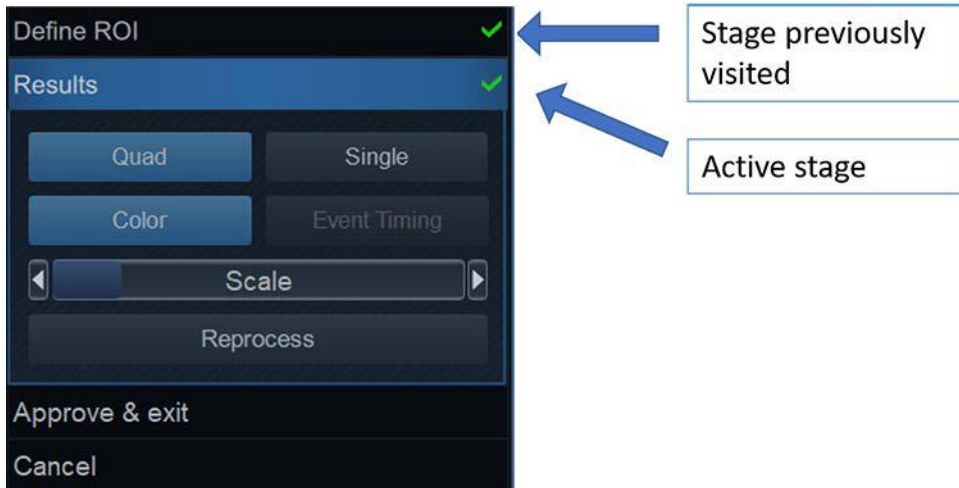 Define ROI
Results
Quad
Single
Color
Event Timing
Scale
Reprocess
Approve & exit
Cancel
Stage previously
visited
Active stage